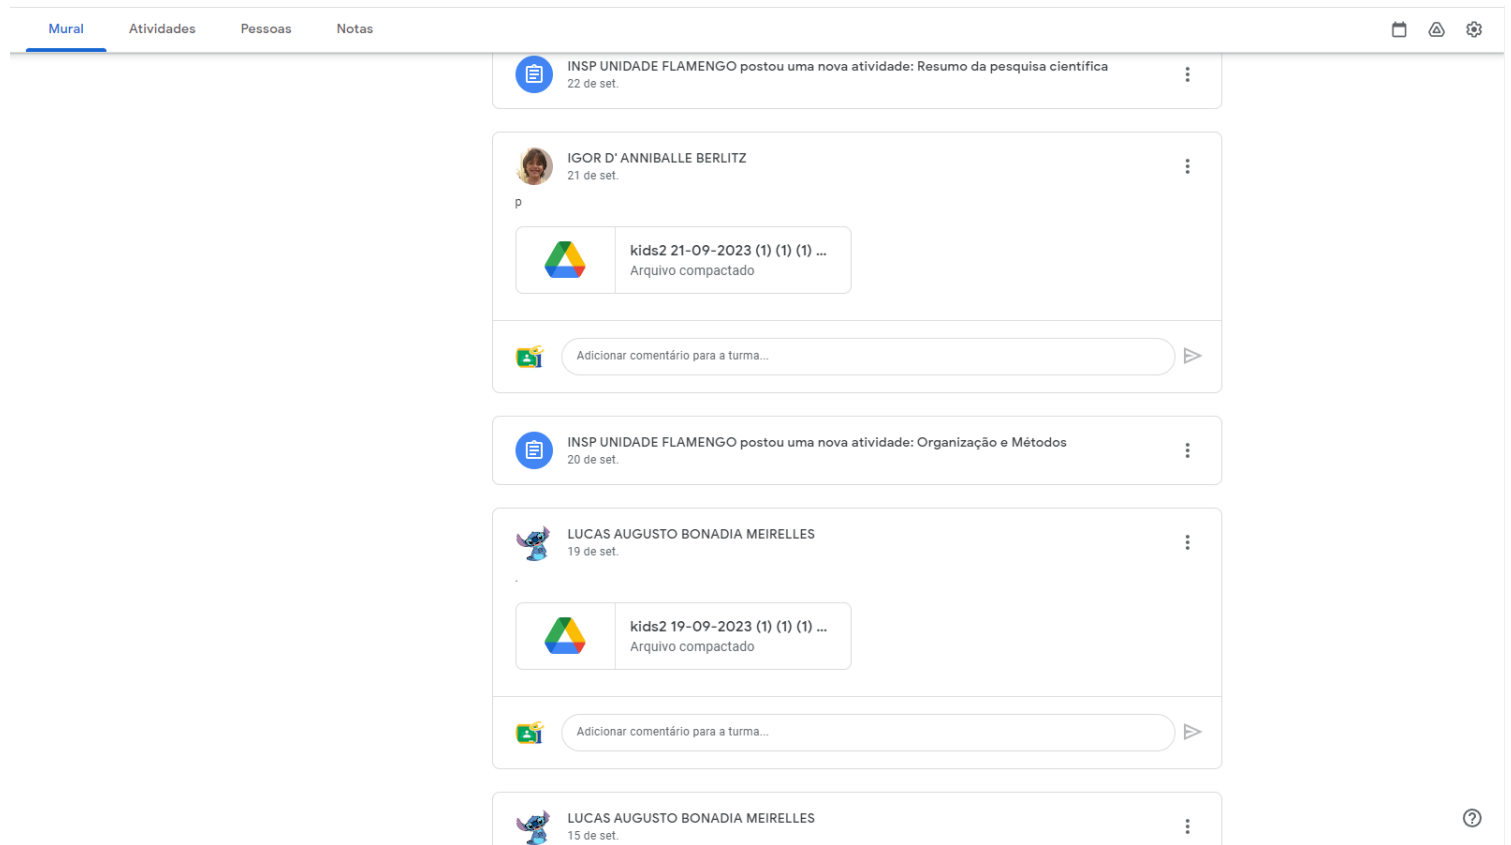 Mural Atividades Pessoas Notas
INSP UNIDADE FLAMENGO postou uma nova atividade: Resumo da pesquisa científica
22 de set.
IGOR D' ANNIBALLE BERLITZ
21 de set.
p
kids2 21-09-2023 (1) (1) (1) ...
Arquivo compactado
Adicionar comentário para a turma...
INSP UNIDADE FLAMENGO postou uma nova atividade: Organização e Métodos
20 de set.
LUCAS AUGUSTO BONADIA MEIRELLES
19 de set.
.
kids2 19-09-2023 (1) (1) (1) ...
Arquivo compactado
Adicionar comentário para a turma...
LUCAS AUGUSTO BONADIA MEIRELLES
15 de set.